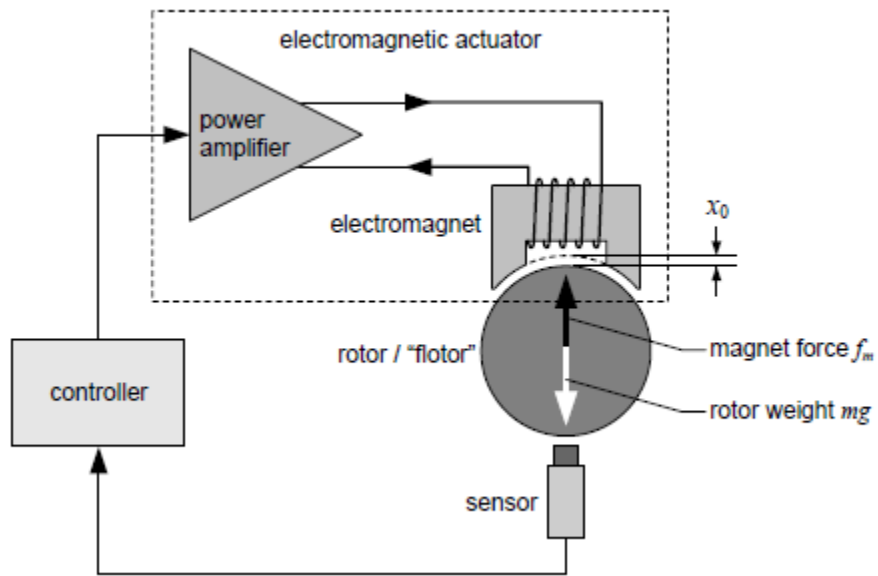 electromagnetic actuator
power
amplifier
electromagnet
x₀
rotor / “flotor”
magnet force fₘ
rotor weight mg
controller
sensor